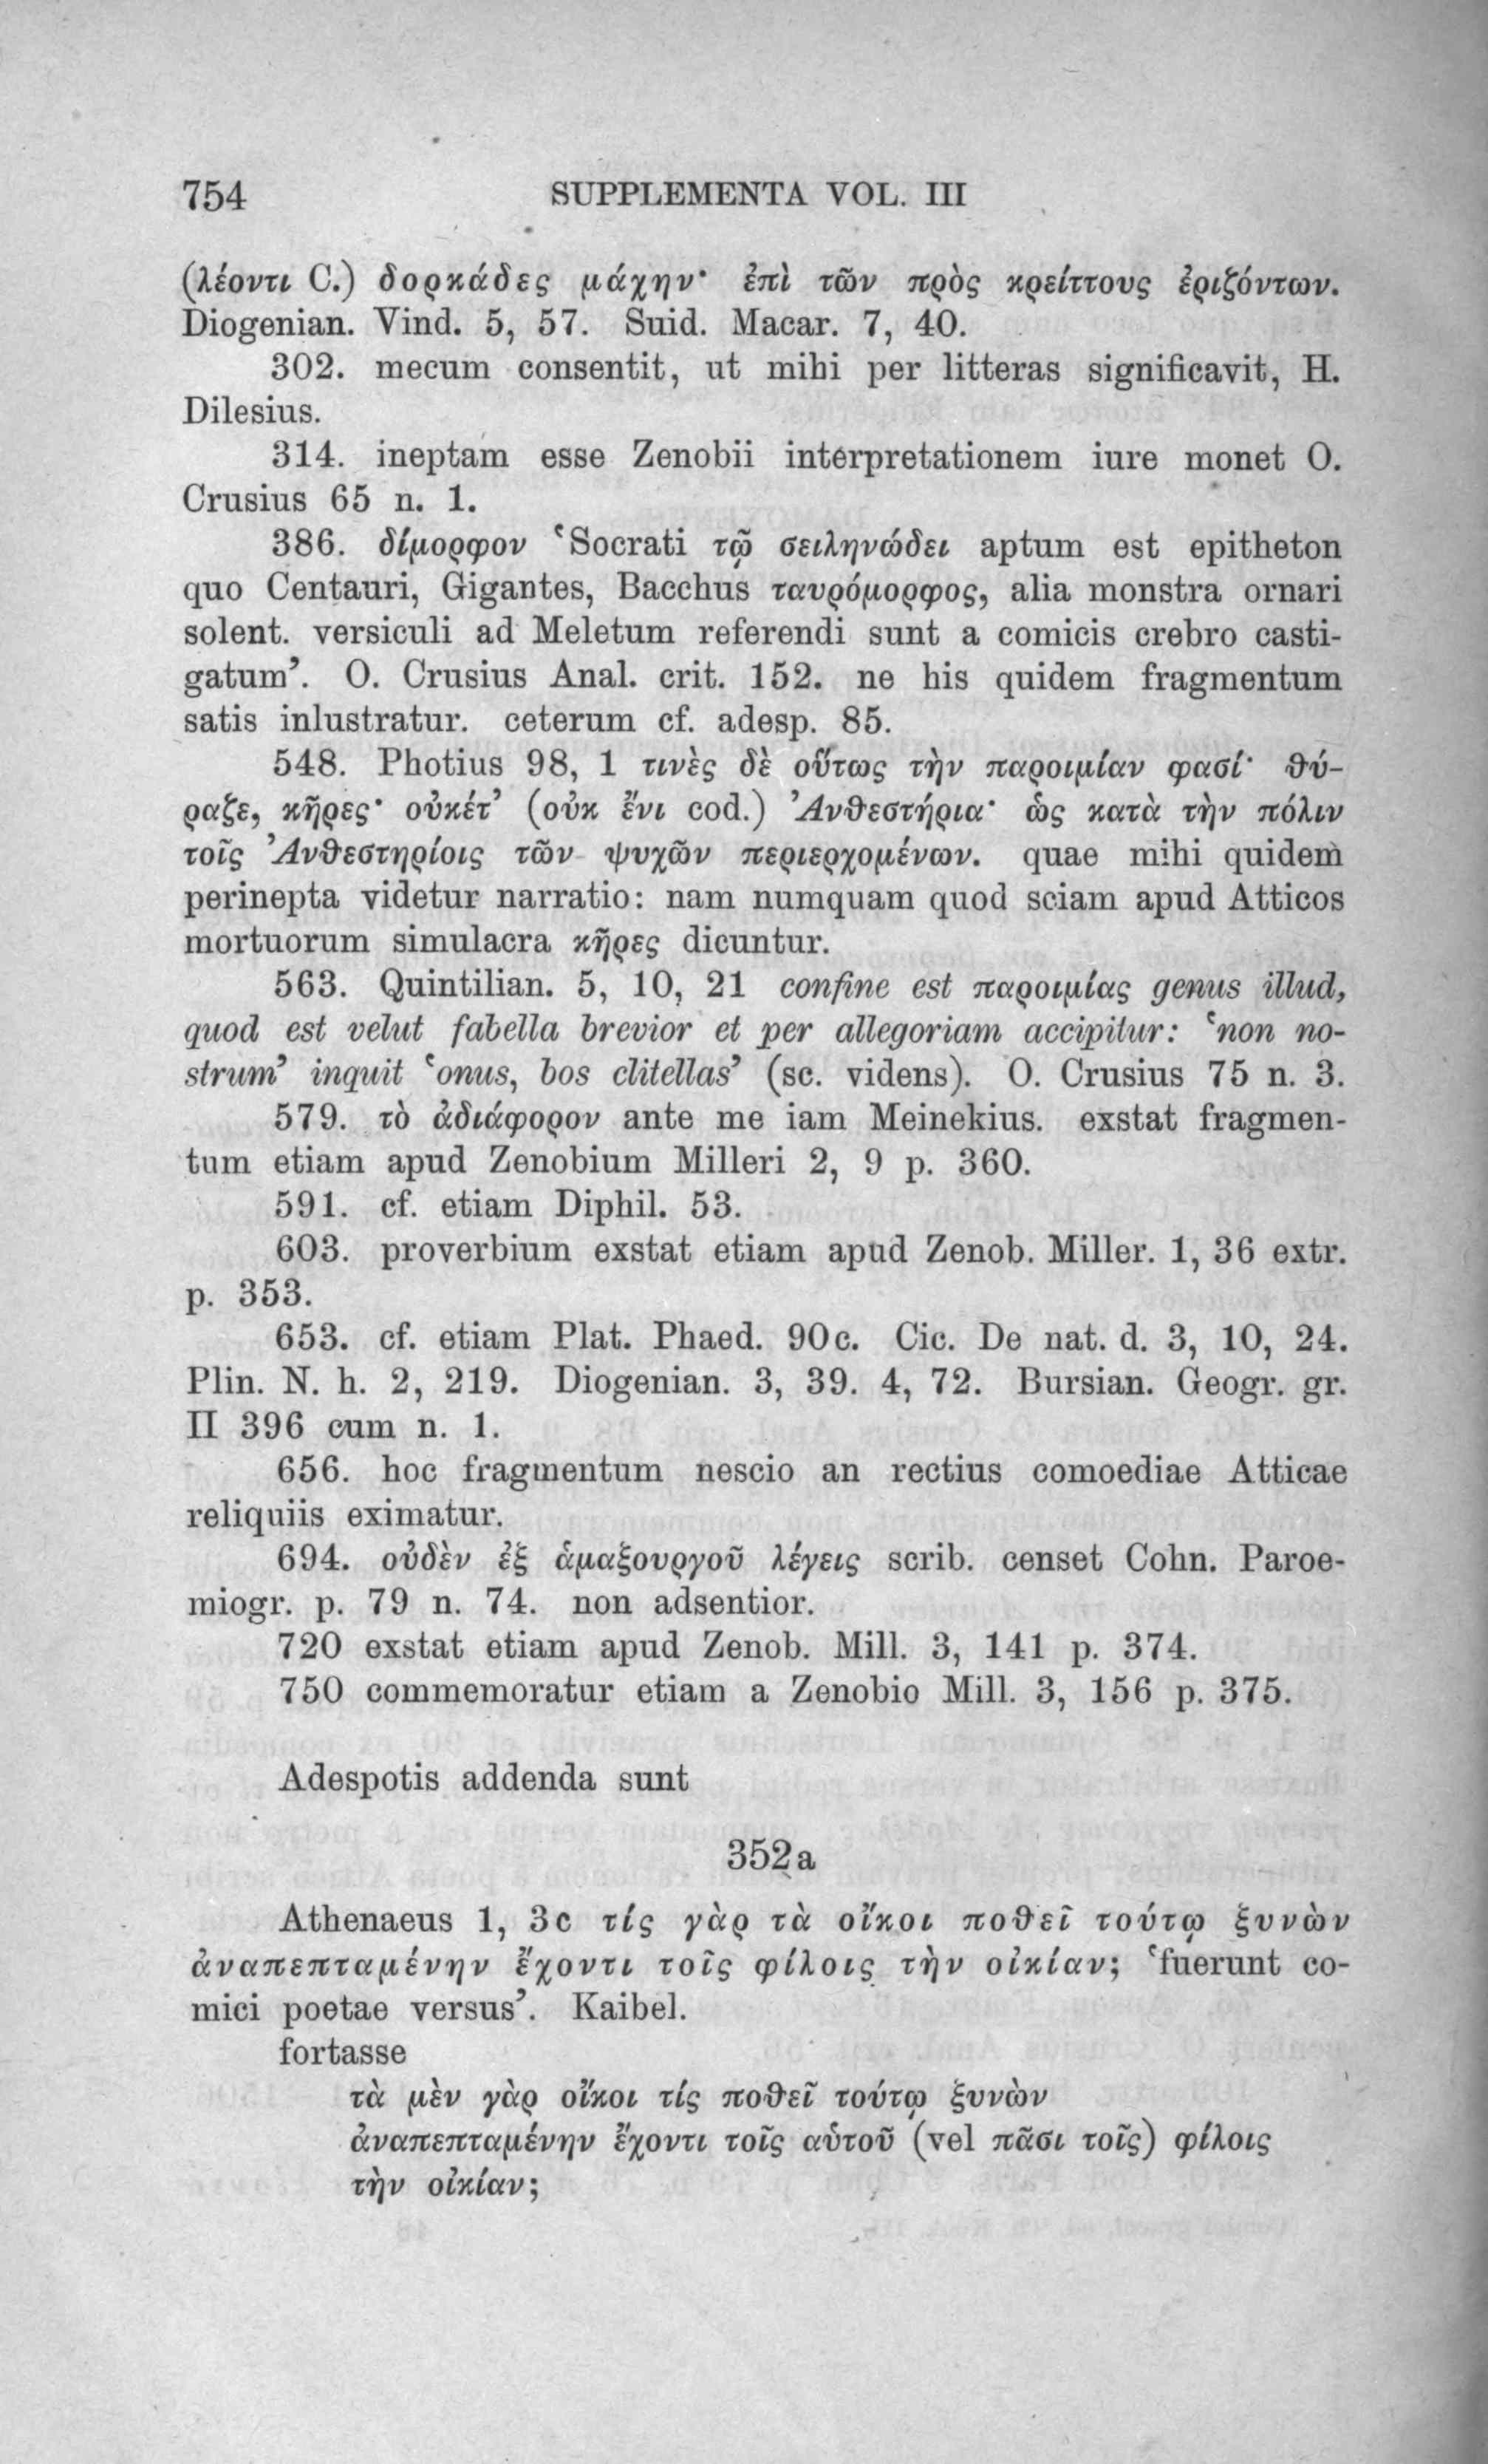 754 SUPPLEMENTA VOL. III
(λέοντι C.) δορκάδες μάχην· ἐπὶ τῶν πρὸς κρείττους ἐριζόντων.
Diogenian. Vind. 5, 57. Suid. Macar. 7, 40.
302. mecum consentit, ut mihi per litteras significavit, H.
Dilesius.
314. ineptam esse Zenobii interpretationem iure monet O.
Crusius 65 n. 1.
386. δίμορφον ‘Socrati τῷ σειληνώδει aptum est epitheton
quo Centauri, Gigantes, Bacchus ταυρόμορφος, alia monstra ornari
solent. versiculi ad Meletum referendi sunt a comicis crebro casti-
gatum’. O. Crusius Anal. crit. 152. ne his quidem fragmentum
satis inlustratur. ceterum cf. adesp. 85.
548. Photius 98, 1 τινὲς δὲ οὕτως τὴν παροιμίαν φασί· θύ-
ραζε, κῆρες· οὐκέτ’ (οὐκ ἔνι cod.) Ἀνθεστήρια· ὡς κατὰ τὴν πόλιν
τοῖς Ἀνθεστηρίοις τῶν ψυχῶν περιερχομένων. quae mihi quidem
perinepta videtur narratio: nam numquam quod sciam apud Atticos
mortuorum simulacra κῆρες dicuntur.
563. Quintilian. 5, 10, 21 confine est παροιμίας genus illud,
quod est velut fabella brevior et per allegoriam accipitur: ‘non no-
strum’ inquit ‘onus, bos clitellas’ (sc. videns). O. Crusius 75 n. 3.
579. τὸ ἀδιάφορον ante me iam Meinekius. exstat fragmen-
tum etiam apud Zenobium Milleri 2, 9 p. 360.
591. cf. etiam Diphil. 53.
603. proverbium exstat etiam apud Zenob. Miller. 1, 36 extr.
p. 353.
653. cf. etiam Plat. Phaed. 90c. Cic. De nat. d. 3, 10, 24.
Plin. N. h. 2, 219. Diogenian. 3, 39. 4, 72. Bursian. Geogr. gr.
II 396 cum n. 1.
656. hoc fragmentum nescio an rectius comoediae Atticae
reliquiis eximatur.
694. οὐδὲν ἐξ ἁμαξουργοῦ λέγεις scrib. censet Cohn. Paroe-
miogr. p. 79 n. 74. non adsentior.
720 exstat etiam apud Zenob. Mill. 3, 141 p. 374.
750 commemoratur etiam a Zenobio Mill. 3, 156 p. 375.
Adespotis addenda sunt
352a
Athenaeus 1, 3c τίς γὰρ τὰ οἴκοι ποθεῖ τούτῳ ξυνὼν
ἀναπεπταμένην ἔχοντι τοῖς φίλοις τὴν οἰκίαν; ‘fuerunt co-
mici poetae versus’. Kaibel.
fortasse
τὰ μὲν γὰρ οἴκοι τίς ποθεῖ τούτῳ ξυνὼν
ἀναπεπταμένην ἔχοντι τοῖς αὑτοῦ (vel πᾶσι τοῖς) φίλοις
τὴν οἰκίαν;